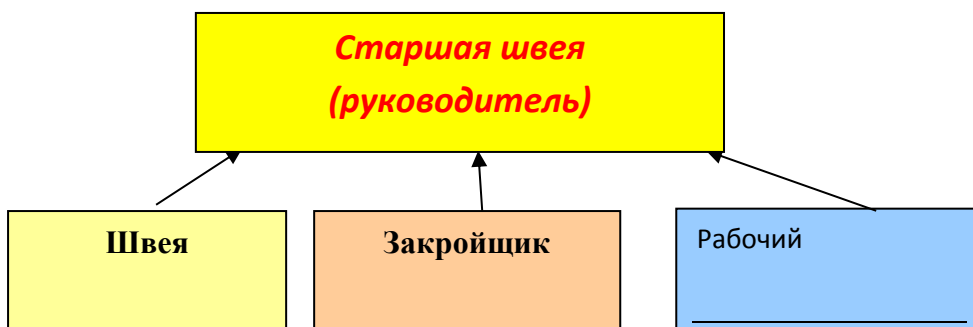 Старшая швея
(руководитель)
Швея
Закройщик
Рабочий